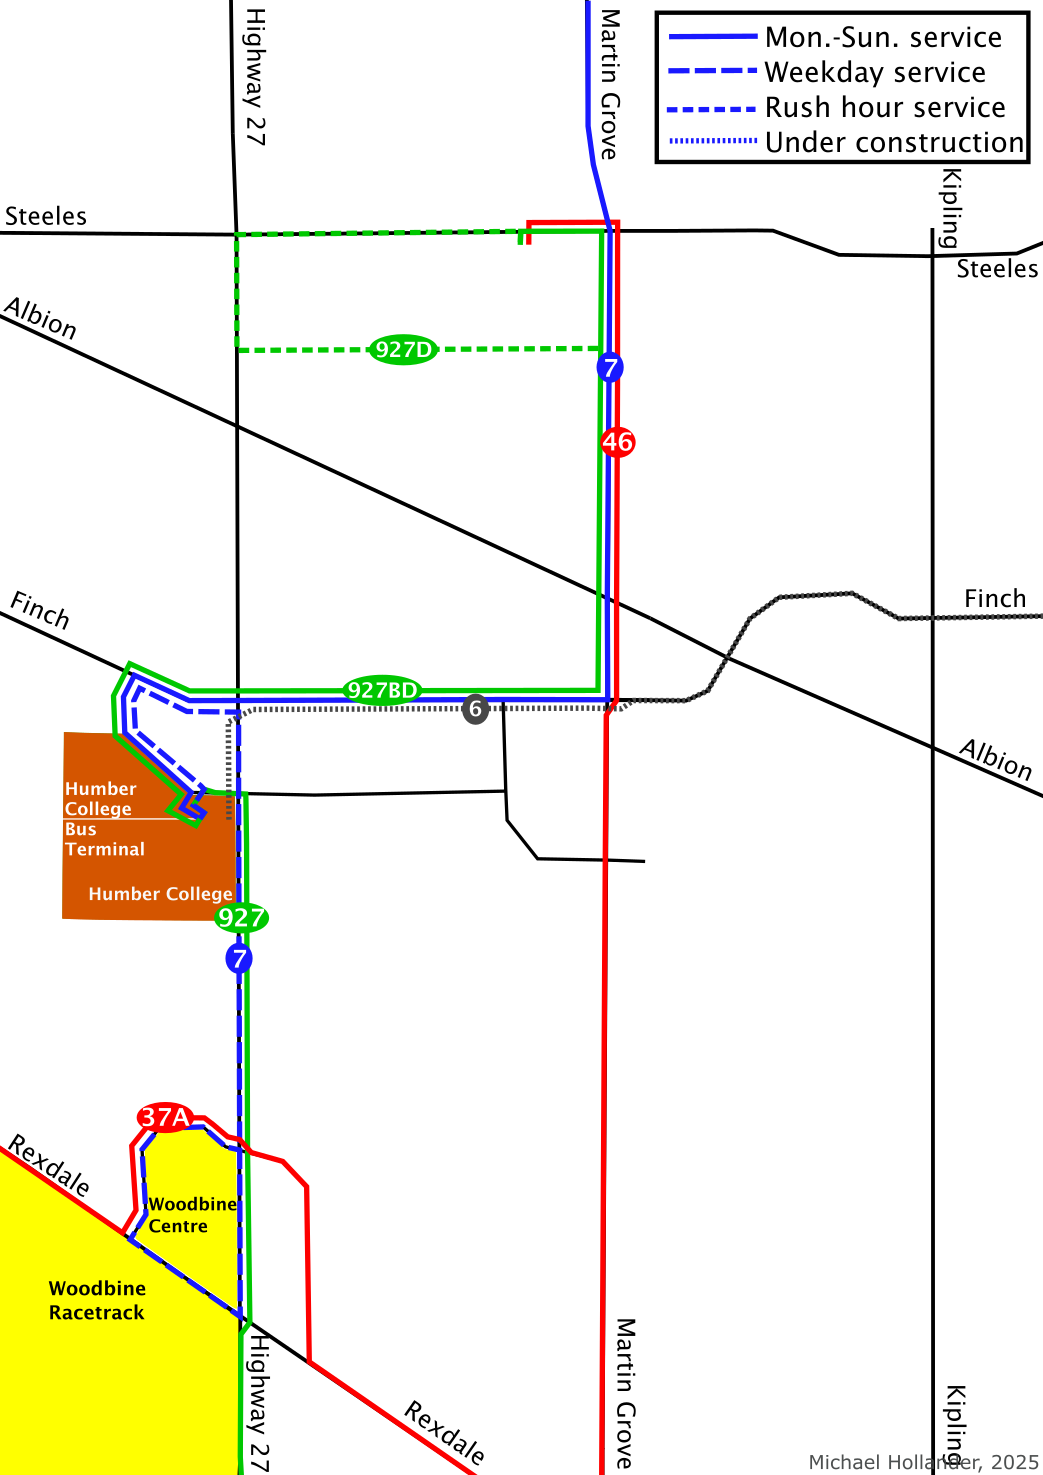 Highway 27
Martin Grove
Mon.-Sun. service
Weekday service
Rush hour service
Under construction
Kipling
Steeles
Steeles
Albion
927D
7
46
Finch
Finch
927BD
6
Albion
Humber
College
Bus
Terminal
Humber College
927
7
37A
Rexdale
Woodbine
Centre
Woodbine
Racetrack
Highway 27
Martin Grove
Rexdale
Kipling
Michael Hollander, 2025